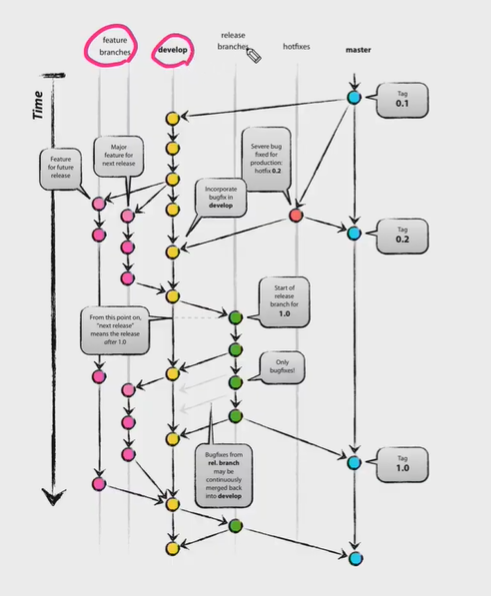 feature
branches
develop
release
branches
hotfixes
master
Time
Tag
0.1
Feature
for future
release
Major
feature for
next release
Severe bug
fixed for
production:
hotfix 0.2
Incorporate
bugfix in
develop
Tag
0.2
Start of
release
branch for
1.0
From this point on,
"next release"
means the release
after 1.0
Only
bugfixes!
Bugfixes from
rel. branch
may be
continuously
merged back
into develop
Tag
1.0